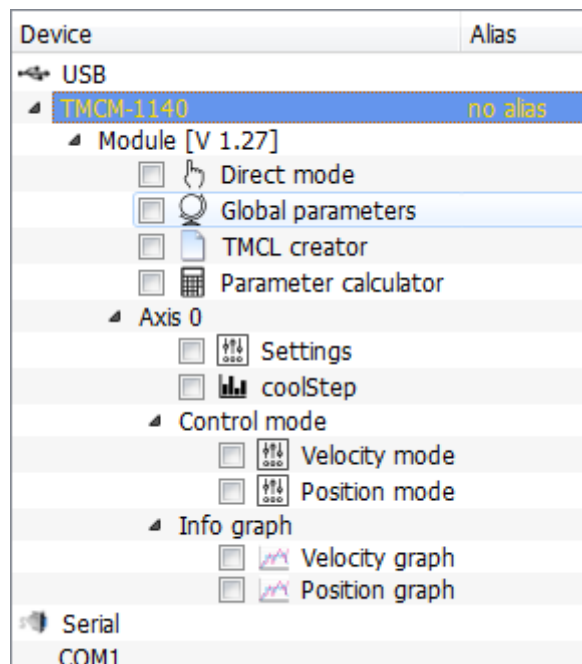 Device Alias
USB
TMCM-1140 no alias
Module [V 1.27]
Direct mode
Global parameters
TMCL creator
Parameter calculator
Axis 0
Settings
coolStep
Control mode
Velocity mode
Position mode
Info graph
Velocity graph
Position graph
Serial
COM1